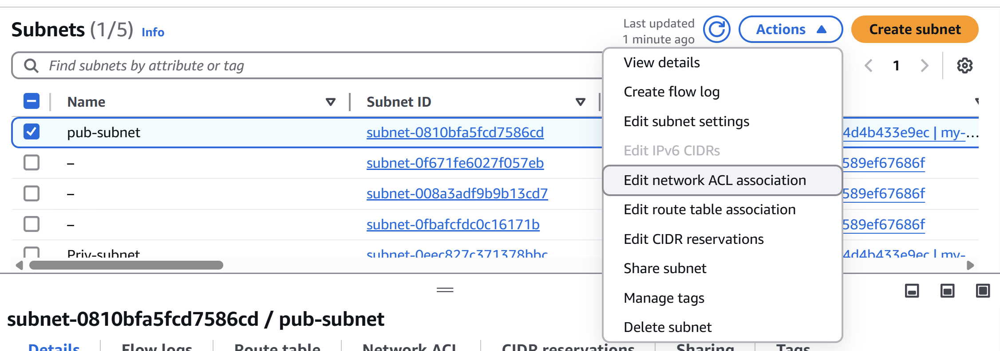 Subnets (1/5) Info
Last updated
1 minute ago
Actions
Create subnet
Find subnets by attribute or tag
1
Name
Subnet ID
pub-subnet
subnet-0810bfa5fcd7586cd
4d4b433e9ec | my-...
–
subnet-0f671fe6027f057eb
589ef67686f
–
subnet-008a3adf9b9b13cd7
589ef67686f
–
subnet-0fbafcfdc0c16171b
589ef67686f
Priv-subnet
subnet-0eec827c371378bbc
4d4b433e9ec | my-
View details
Create flow log
Edit subnet settings
Edit IPv6 CIDRs
Edit network ACL association
Edit route table association
Edit CIDR reservations
Share subnet
Manage tags
Delete subnet
subnet-0810bfa5fcd7586cd / pub-subnet
Details
Flow logs
Route table
Network ACL
CIDR reservations
Sharing
Tags